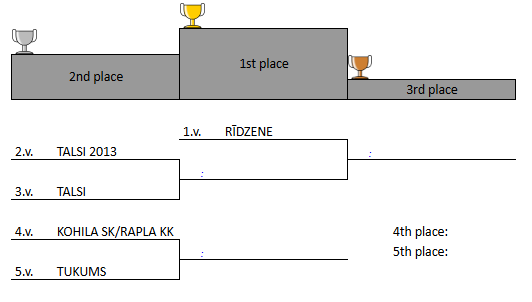 1st place
2nd place
3rd place
1.v. RĪDZENE
2.v. TALSI 2013
:
:
3.v. TALSI
4.v. KOHILA SK/RAPLA KK
4th place:
5th place:
:
5.v. TUKUMS